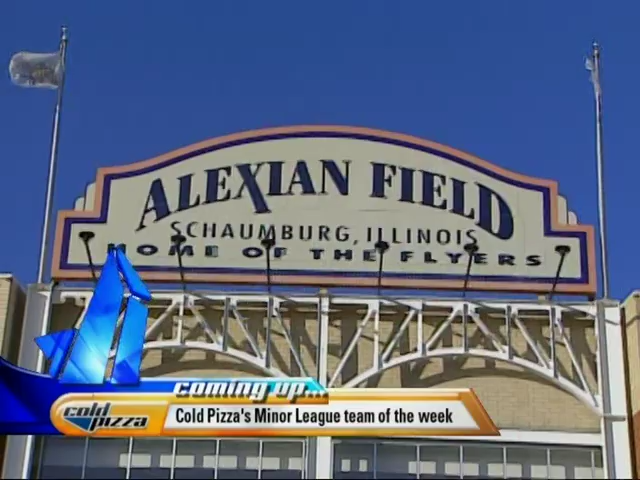 ALEXIAN FIELD
SCHAUMBURG, ILLINOIS
HOME OF THE FLYERS
coming up...
cold pizza
Cold Pizza's Minor League team of the week